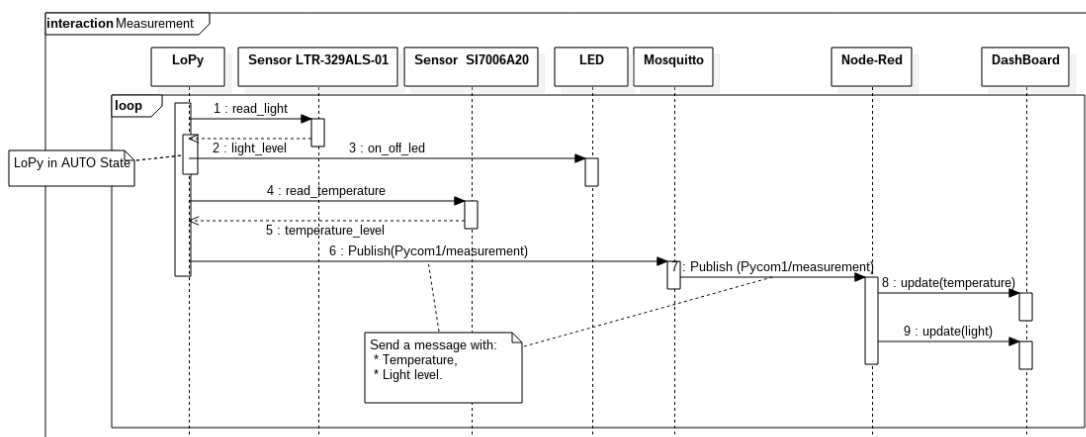 interaction Measurement
LoPy
Sensor LTR-329ALS-01
Sensor SI7006A20
LED
Mosquitto
Node-Red
DashBoard
loop
1 : read_light
2 : light_level
3 : on_off_led
LoPy in AUTO State
4 : read_temperature
5 : temperature_level
6 : Publish(Pycom1/measurement)
7 : Publish (Pycom1/measurement)
8 : update(temperature)
9 : update(light)
Send a message with:
* Temperature,
* Light level.